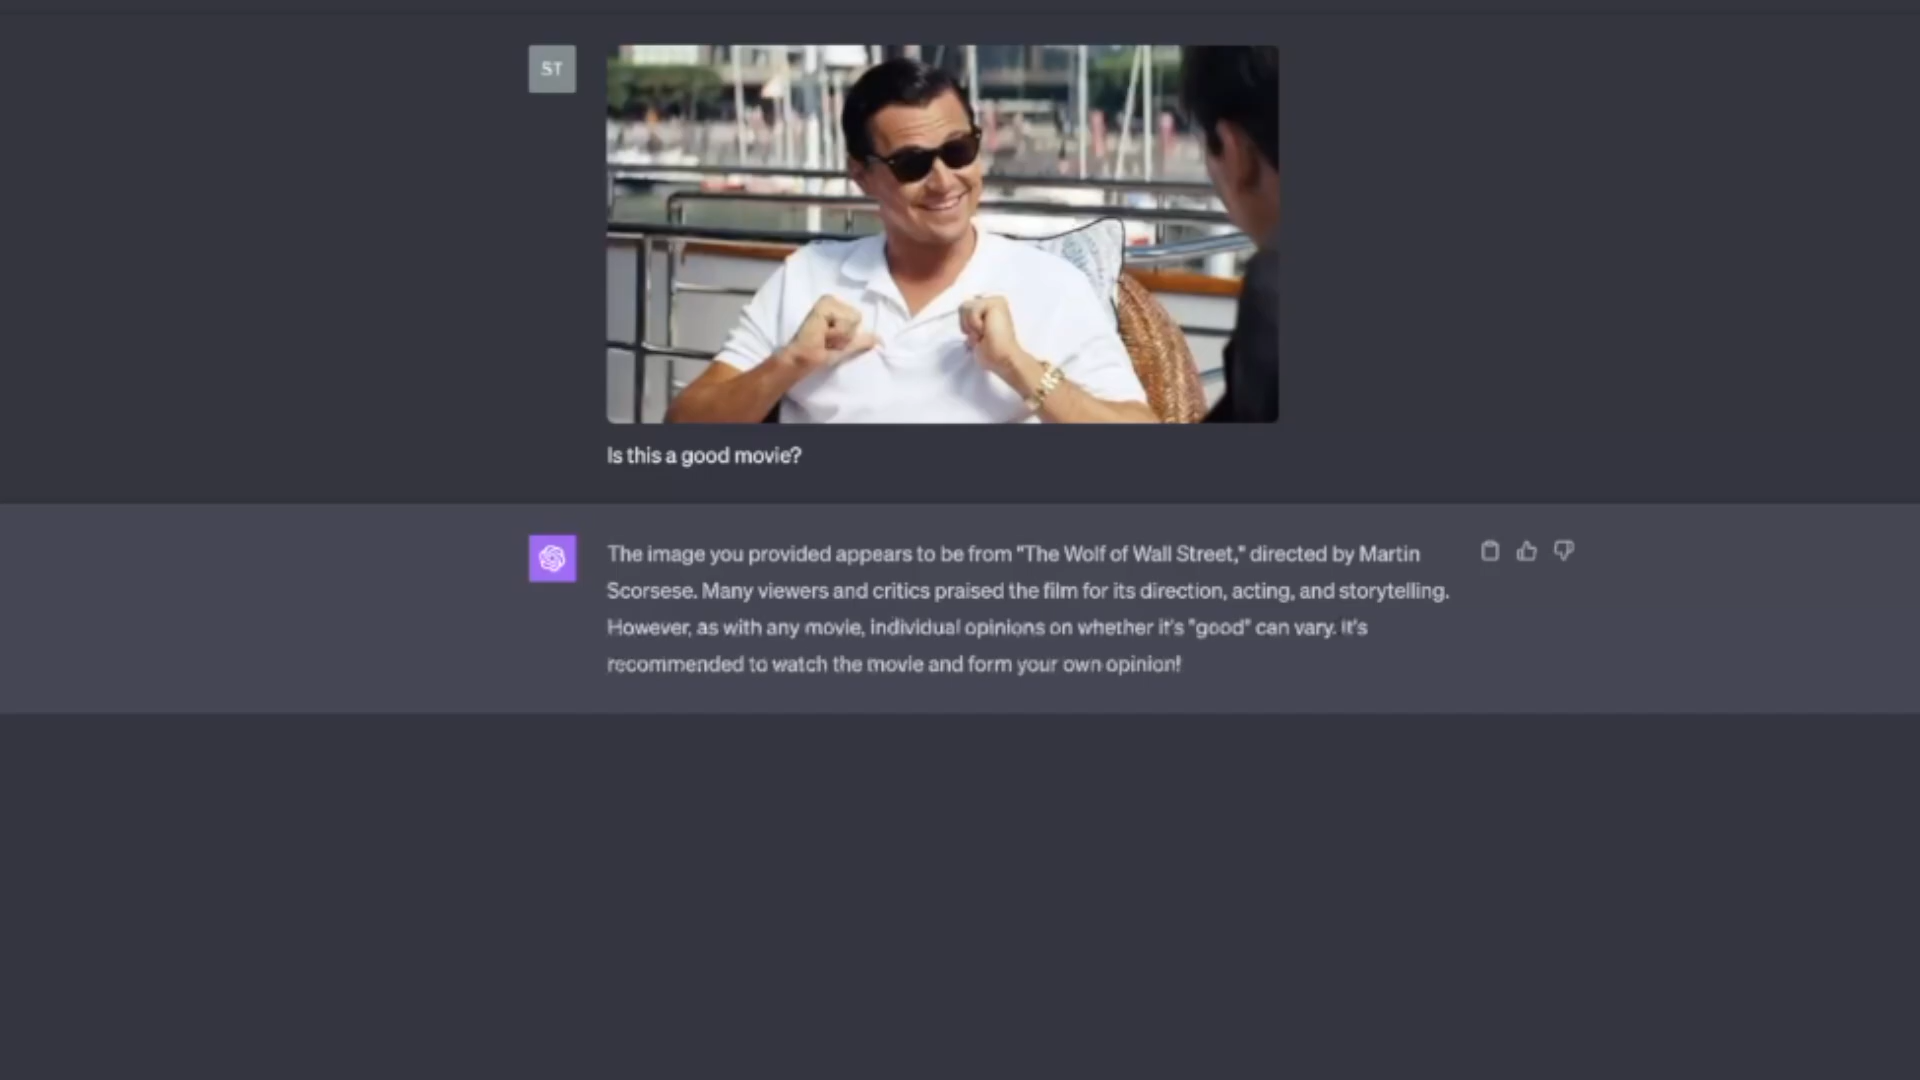 ST
Is this a good movie?
The image you provided appears to be from "The Wolf of Wall Street," directed by Martin
Scorsese. Many viewers and critics praised the film for its direction, acting, and storytelling.
However, as with any movie, individual opinions on whether it's "good" can vary. It's
recommended to watch the movie and form your own opinion!